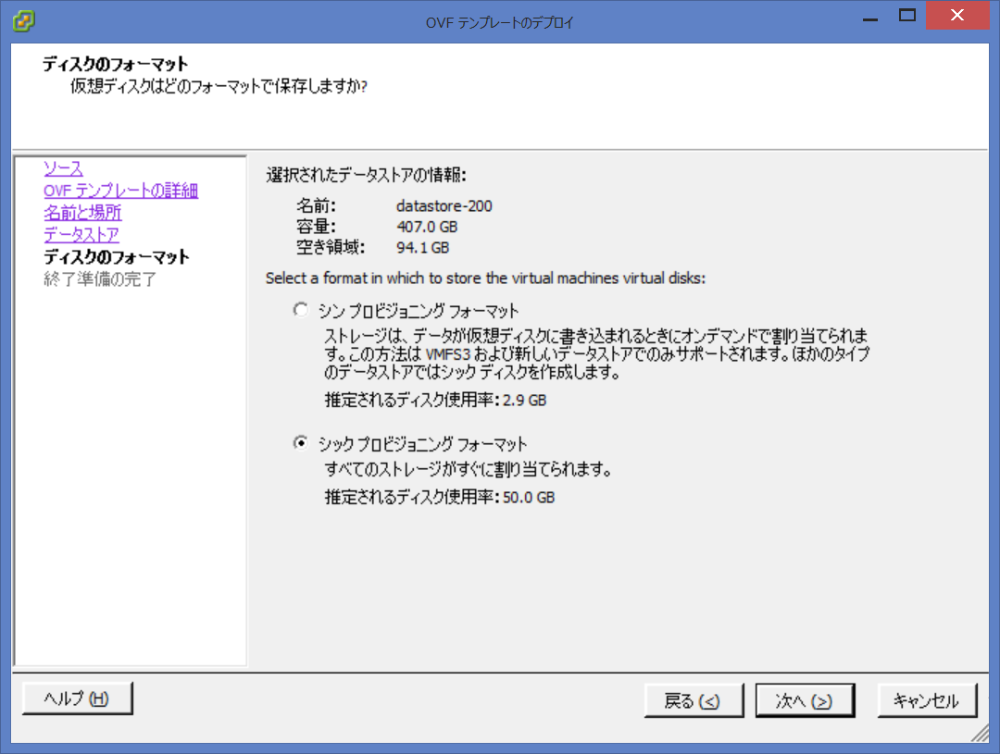 OVF テンプレートのデプロイ
ディスクのフォーマット
仮想ディスクはどのフォーマットで保存しますか?
ソース
OVF テンプレートの詳細
名前と場所
データストア
ディスクのフォーマット
終了準備の完了
選択されたデータストアの情報:
名前: datastore-200
容量: 407.0 GB
空き領域: 94.1 GB
Select a format in which to store the virtual machines virtual disks:
シン プロビジョニング フォーマット
ストレージは、データが仮想ディスクに書き込まれるときにオンデマンドで割り当てられま
す。この方法は VMFS3 および新しいデータストアでのみサポートされます。ほかのタイプ
のデータストアではシック ディスクを作成します。
推定されるディスク使用率: 2.9 GB
シック プロビジョニング フォーマット
すべてのストレージがすぐに割り当てられます。
推定されるディスク使用率: 50.0 GB
ヘルプ (H)
戻る (<)
次へ (>)
キャンセル